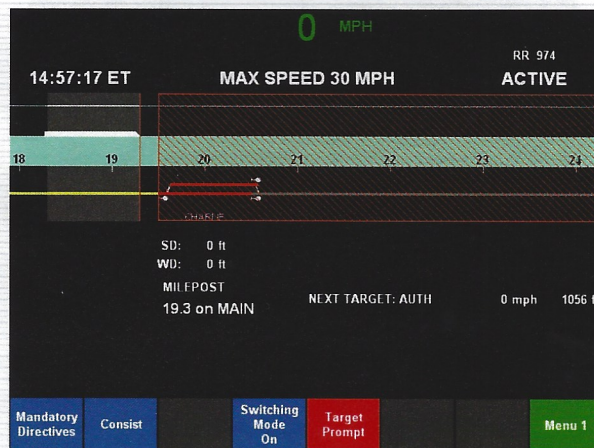 0 MPH
RR 974
14:57:17 ET MAX SPEED 30 MPH ACTIVE
18 19 20 21 22 23 24
CHARLIE
SD: 0 ft
WD: 0 ft
MILEPOST
19.3 on MAIN
NEXT TARGET: AUTH 0 mph 1056 f
Mandatory
Directives
Consist
Switching
Mode
On
Target
Prompt
Menu 1